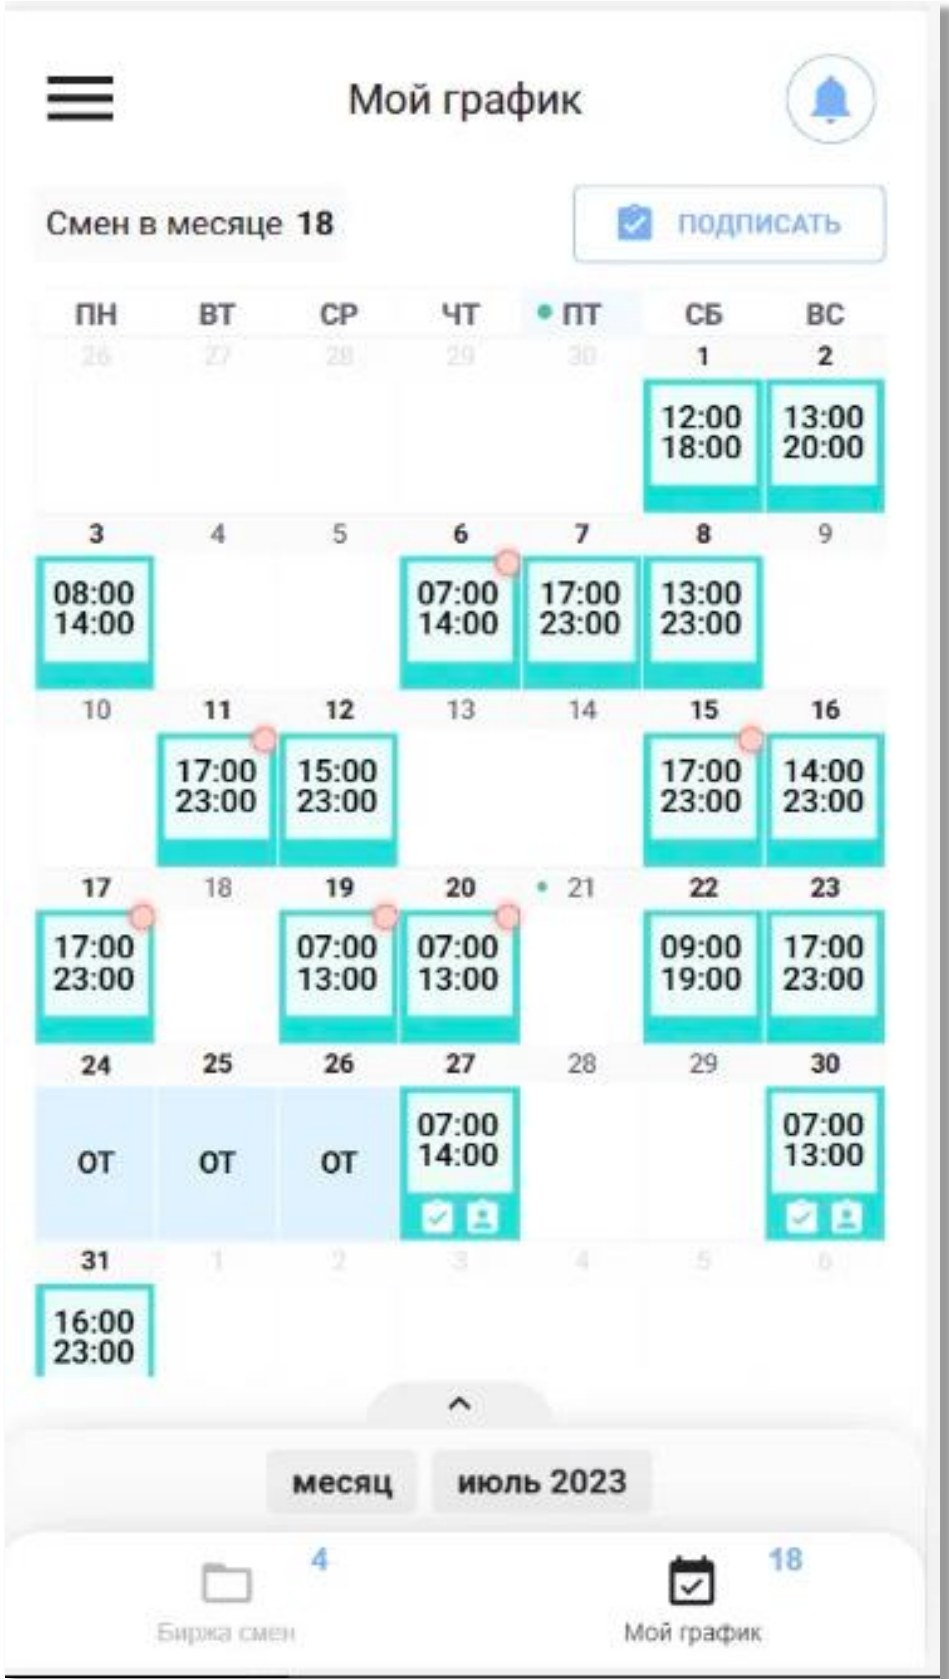 Мой график
Смен в месяце 18
ПОДПИСАТЬ
ПН ВТ СР ЧТ ПТ СБ ВС
26 27 28 29 30 1 2
12:00 13:00
18:00 20:00
3 4 5 6 7 8 9
08:00 07:00 17:00 13:00
14:00 14:00 23:00 23:00
10 11 12 13 14 15 16
17:00 15:00 17:00 14:00
23:00 23:00 23:00 23:00
17 18 19 20 21 22 23
17:00 07:00 07:00 09:00 17:00
23:00 13:00 13:00 19:00 23:00
24 25 26 27 28 29 30
ОТ ОТ ОТ 07:00 07:00
14:00 13:00
31 1 2 3 4 5 6
16:00
23:00
месяц июль 2023
4 18
Биржа смен Мой график